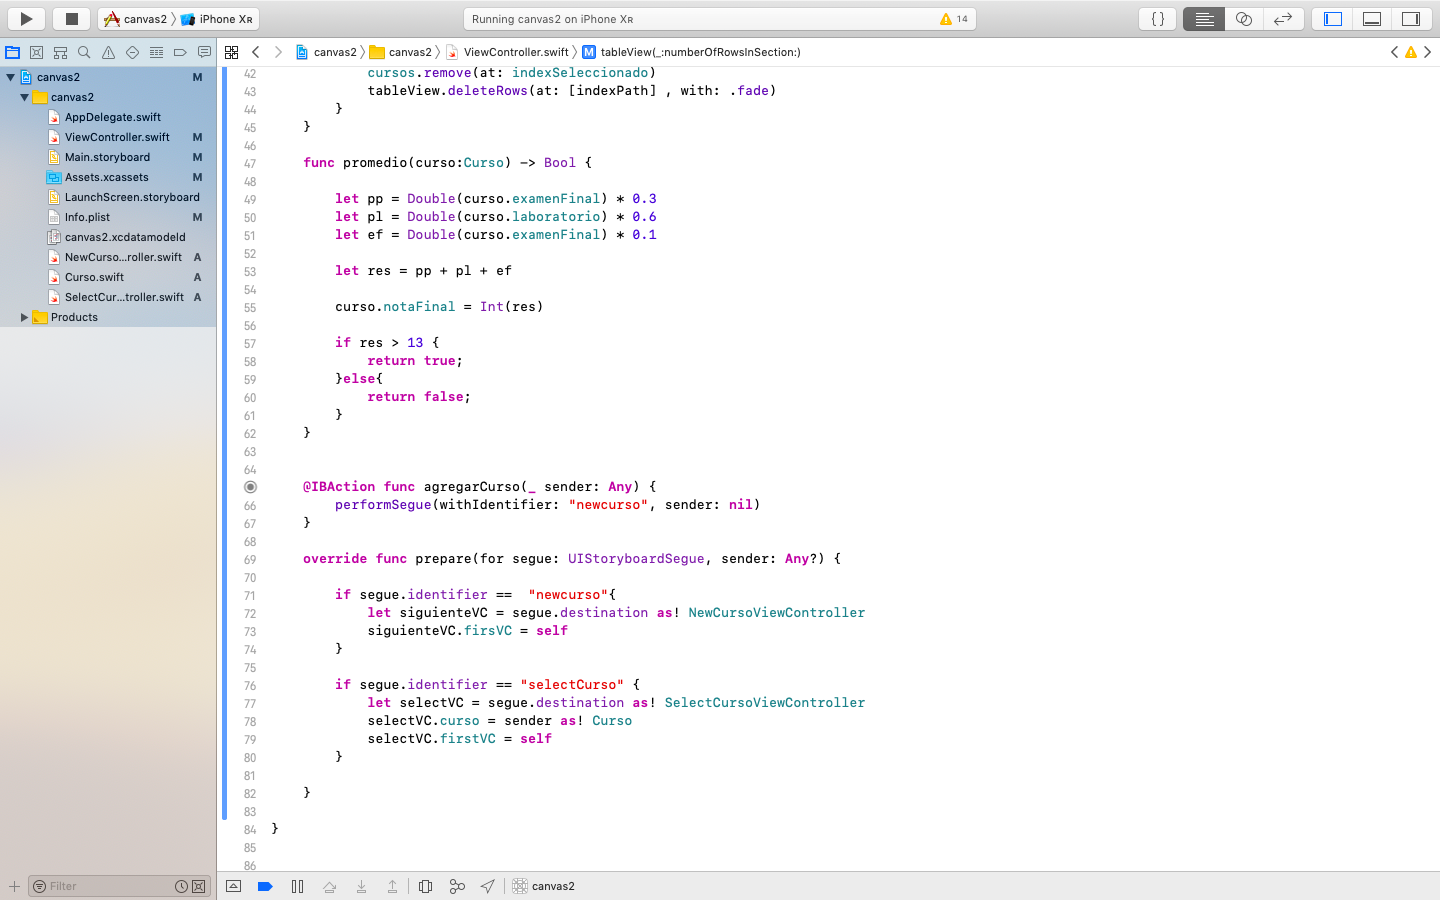 canvas2 iPhone XR
Running canvas2 on iPhone XR
14
canvas2 canvas2 ViewController.swift M tableView(_:numberOfRowsInSection:)
canvas2 M
canvas2
AppDelegate.swift
ViewController.swift M
Main.storyboard M
Assets.xcassets M
LaunchScreen.storyboard
Info.plist M
canvas2.xcdatamodeld
NewCurso...roller.swift A
Curso.swift A
SelectCur...troller.swift A
Products
Filter
42 cursos.remove(at: indexSeleccionado)
43 tableView.deleteRows(at: [indexPath] , with: .fade)
44 }
45 }
46
47 func promedio(curso:Curso) -> Bool {
48
49 let pp = Double(curso.examenFinal) * 0.3
50 let pl = Double(curso.laboratorio) * 0.6
51 let ef = Double(curso.examenFinal) * 0.1
52
53 let res = pp + pl + ef
54
55 curso.notaFinal = Int(res)
56
57 if res > 13 {
58 return true;
59 }else{
60 return false;
61 }
62 }
63
64
@IBAction func agregarCurso(_ sender: Any) {
66 performSegue(withIdentifier: "newcurso", sender: nil)
67 }
68
69 override func prepare(for segue: UIStoryboardSegue, sender: Any?) {
70
71 if segue.identifier ==  "newcurso"{
72 let siguienteVC = segue.destination as! NewCursoViewController
73 siguienteVC.firsVC = self
74 }
75
76 if segue.identifier == "selectCurso" {
77 let selectVC = segue.destination as! SelectCursoViewController
78 selectVC.curso = sender as! Curso
79 selectVC.firstVC = self
80 }
81
82 }
83
84 }
85
86
canvas2